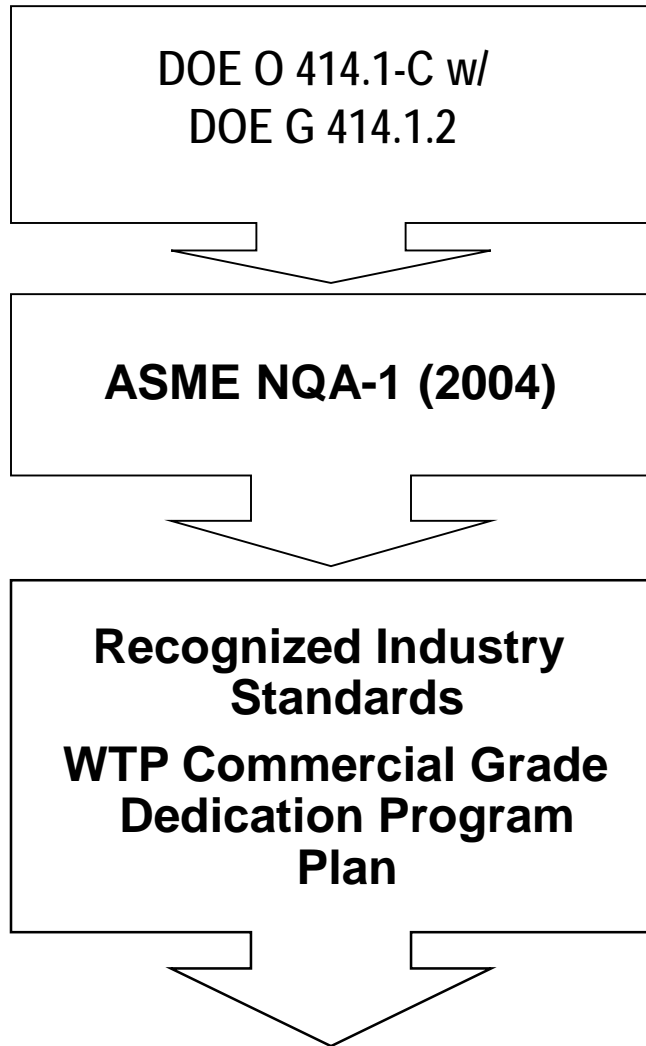 DOE O 414.1-C w/
DOE G 414.1.2
ASME NQA-1 (2004)
Recognized Industry
Standards
WTP Commercial Grade
Dedication Program
Plan